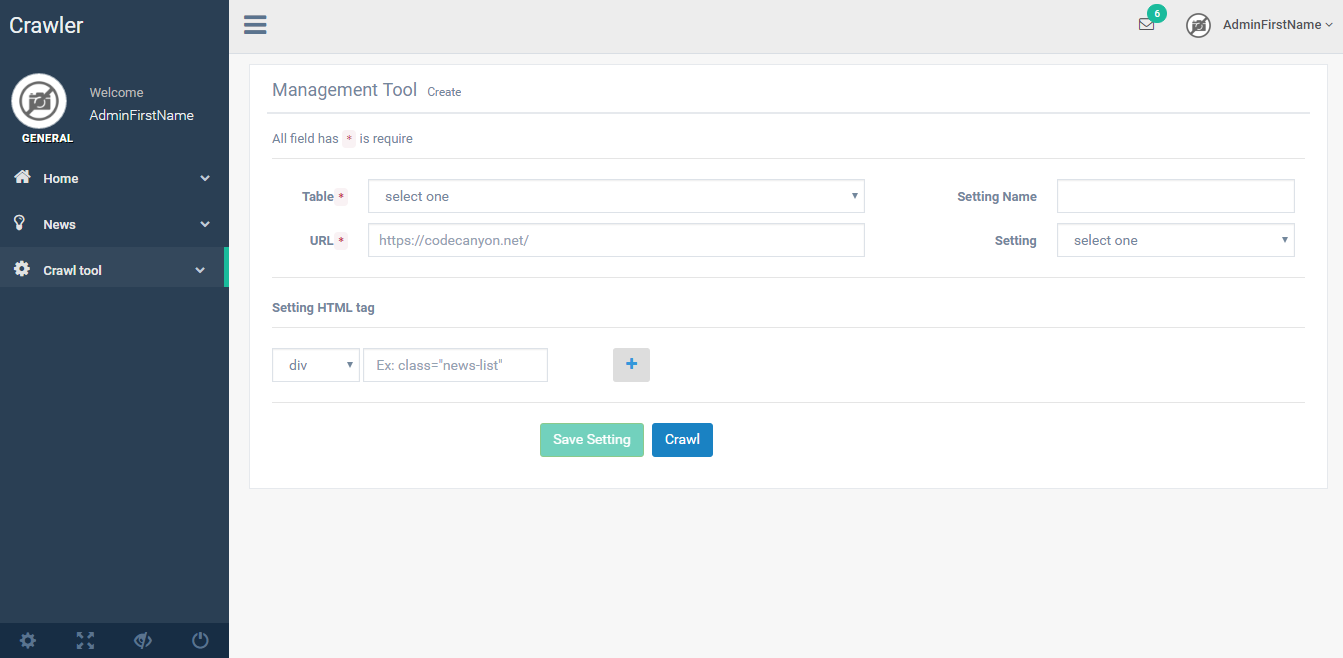 Crawler
6
AdminFirstName
Welcome
AdminFirstName
GENERAL
Home
News
Crawl tool
Management Tool Create
All field has * is require
Table *
select one
Setting Name
URL *
https://codecanyon.net/
Setting
select one
Setting HTML tag
div
Ex: class="news-list"
+
Save Setting
Crawl